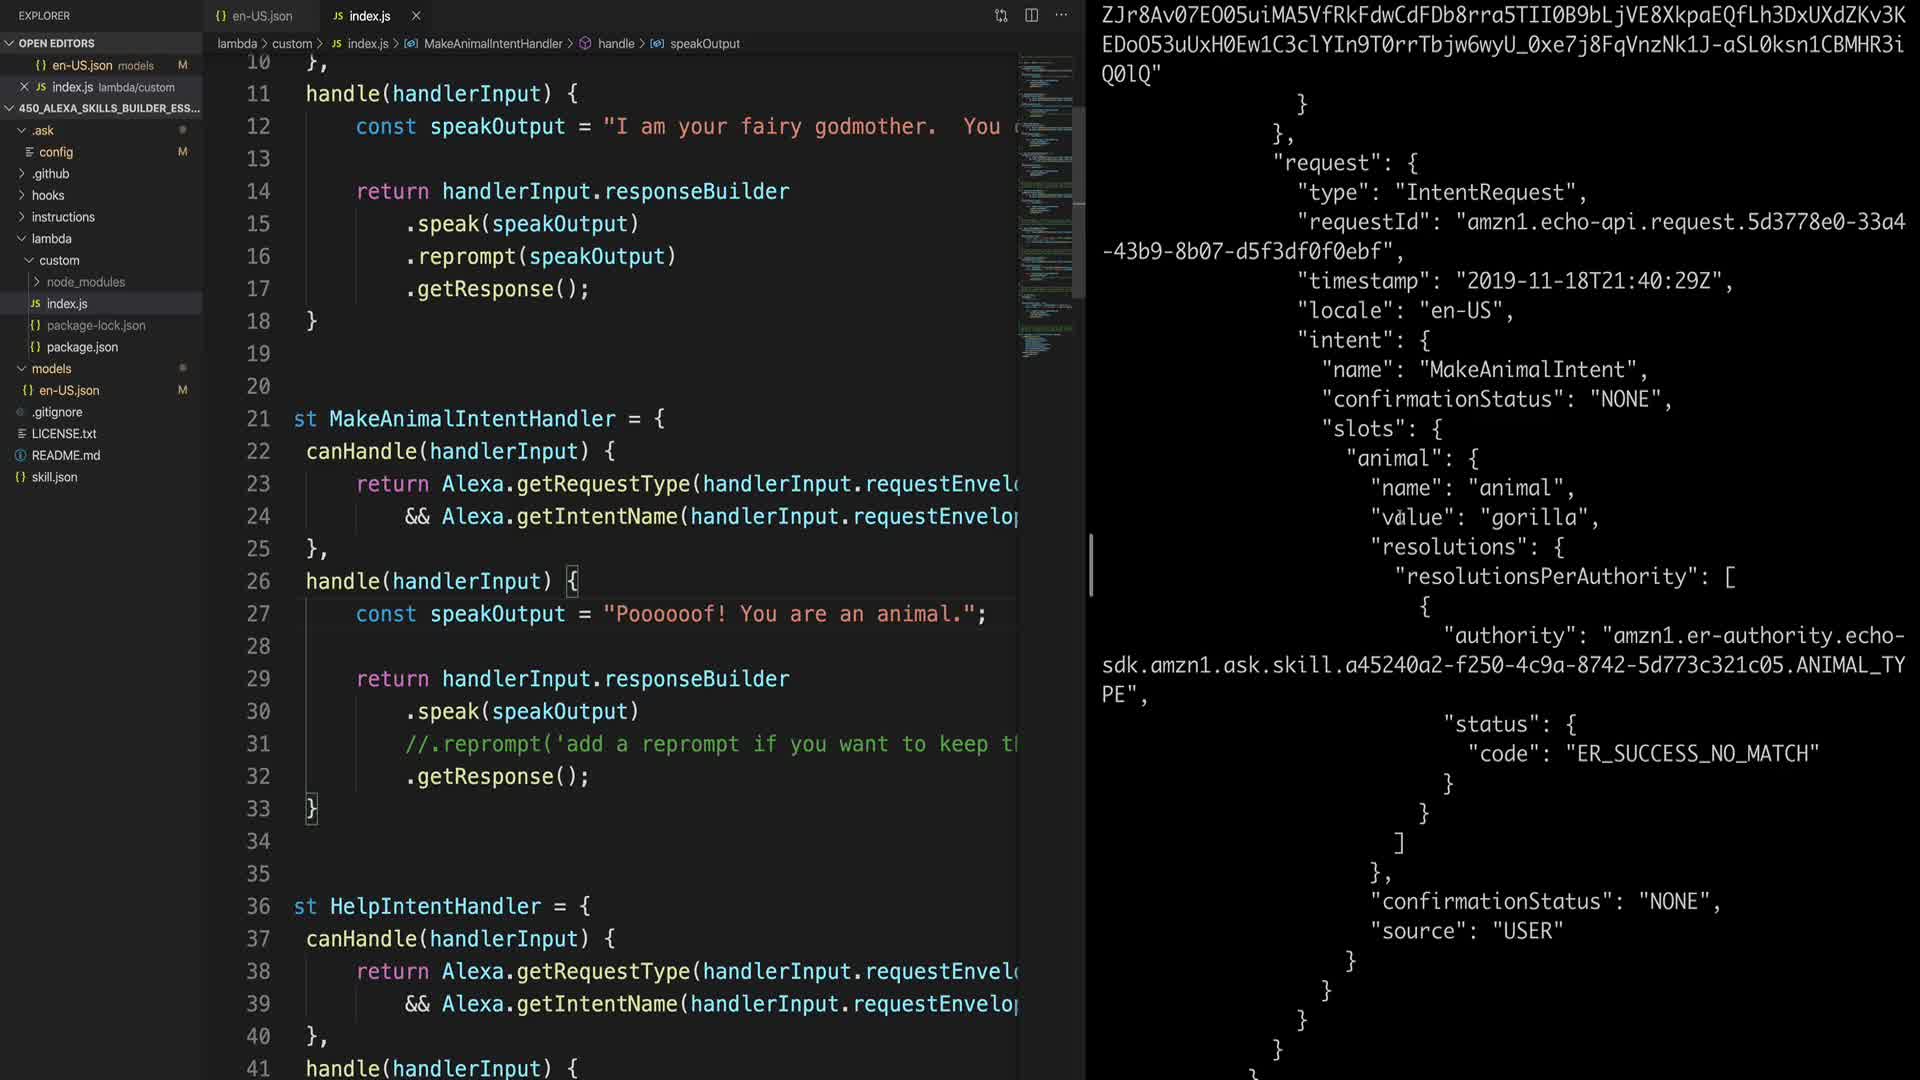 EXPLORER
OPEN EDITORS
en-US.json models M
index.js lambda/custom
450_ALEXA_SKILLS_BUILDER_ESS...
.ask
config M
.github
hooks
instructions
lambda
custom
node_modules
JS index.js
package-lock.json
package.json
models
en-US.json M
.gitignore
LICENSE.txt
README.md
skill.json
{} en-US.json JS index.js
lambda > custom > JS index.js > MakeAnimalIntentHandler > handle > speakOutput
10 },
11 handle(handlerInput) {
12 const speakOutput = "I am your fairy godmother.  You
13
14 return handlerInput.responseBuilder
15 .speak(speakOutput)
16 .reprompt(speakOutput)
17 .getResponse();
18 }
19
20
21 st MakeAnimalIntentHandler = {
22 canHandle(handlerInput) {
23 return Alexa.getRequestType(handlerInput.requestEnvelo
24 && Alexa.getIntentName(handlerInput.requestEnvelop
25 },
26 handle(handlerInput) {
27 const speakOutput = "Poooooof! You are an animal.";
28
29 return handlerInput.responseBuilder
30 .speak(speakOutput)
31 //.reprompt('add a reprompt if you want to keep th
32 .getResponse();
33 }
34
35
36 st HelpIntentHandler = {
37 canHandle(handlerInput) {
38 return Alexa.getRequestType(handlerInput.requestEnvelo
39 && Alexa.getIntentName(handlerInput.requestEnvelop
40 },
41 handle(handlerInput) {
ZJr8Av07EO05uiMA5VfRkFdwCdFDb8rra5TII0B9bLjVE8XkpaEQfLh3DxUXdZKv3K
EDoO53uUxH0Ew1C3clYIn9T0rrTbjw6wyU_0xe7j8FqVnzNk1J-aSL0ksn1CBMHR3i
Q0lQ"
}
},
"request": {
"type": "IntentRequest",
"requestId": "amzn1.echo-api.request.5d3778e0-33a4
-43b9-8b07-d5f3df0f0ebf",
"timestamp": "2019-11-18T21:40:29Z",
"locale": "en-US",
"intent": {
"name": "MakeAnimalIntent",
"confirmationStatus": "NONE",
"slots": {
"animal": {
"name": "animal",
"value": "gorilla",
"resolutions": {
"resolutionsPerAuthority": [
{
"authority": "amzn1.er-authority.echo-
sdk.amzn1.ask.skill.a45240a2-f250-4c9a-8742-5d773c321c05.ANIMAL_TY
PE",
"status": {
"code": "ER_SUCCESS_NO_MATCH"
}
}
]
},
"confirmationStatus": "NONE",
"source": "USER"
}
}
}
}
}